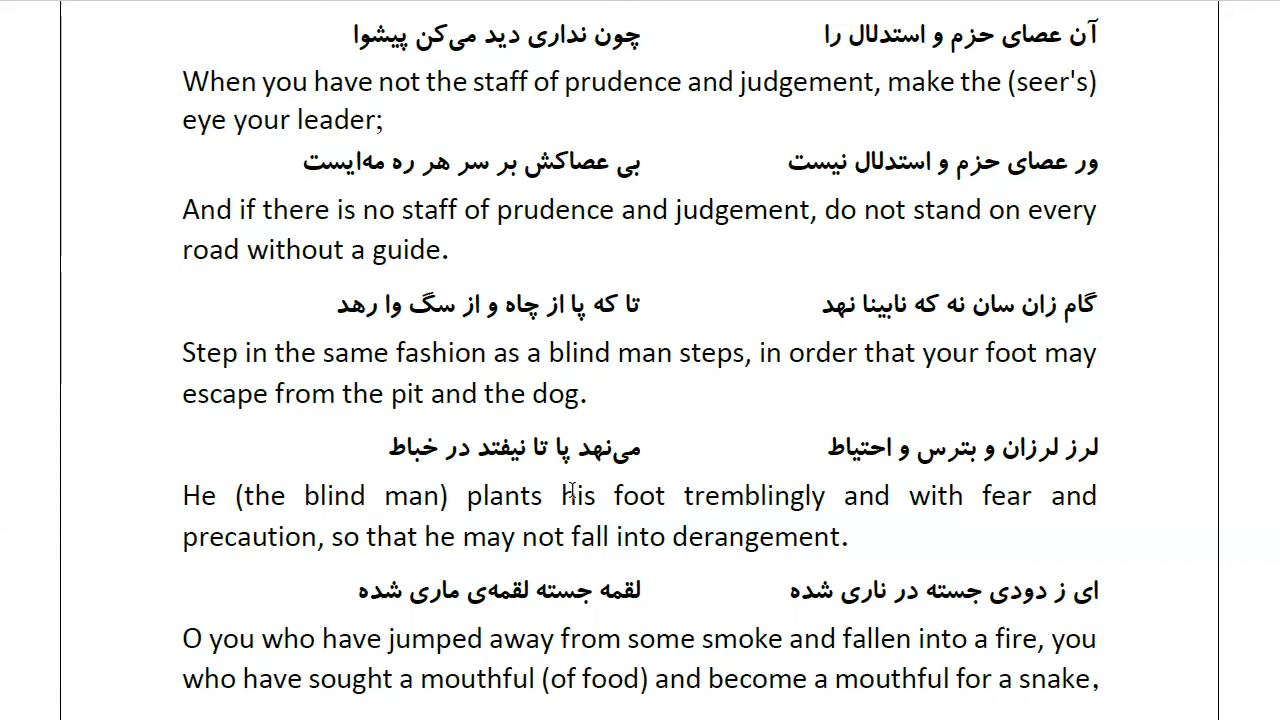 آن عصای حزم و استدلال را چون نداری دید می‌کن پیشوا
When you have not the staff of prudence and judgement, make the (seer's)
eye your leader;
ور عصای حزم و استدلال نیست بی عصاکش بر سر هر ره مه‌ایست
And if there is no staff of prudence and judgement, do not stand on every
road without a guide.
گام زان سان نه که نابینا نهد تا که پا از چاه و از سگ وا رهد
Step in the same fashion as a blind man steps, in order that your foot may
escape from the pit and the dog.
لرز لرزان و بترس و احتیاط می‌نهد پا تا نیفتد در خباط
He (the blind man) plants his foot tremblingly and with fear and
precaution, so that he may not fall into derangement.
ای ز دودی جسته در ناری شده لقمه جسته لقمه‌ی ماری شده
O you who have jumped away from some smoke and fallen into a fire, you
who have sought a mouthful (of food) and become a mouthful for a snake,